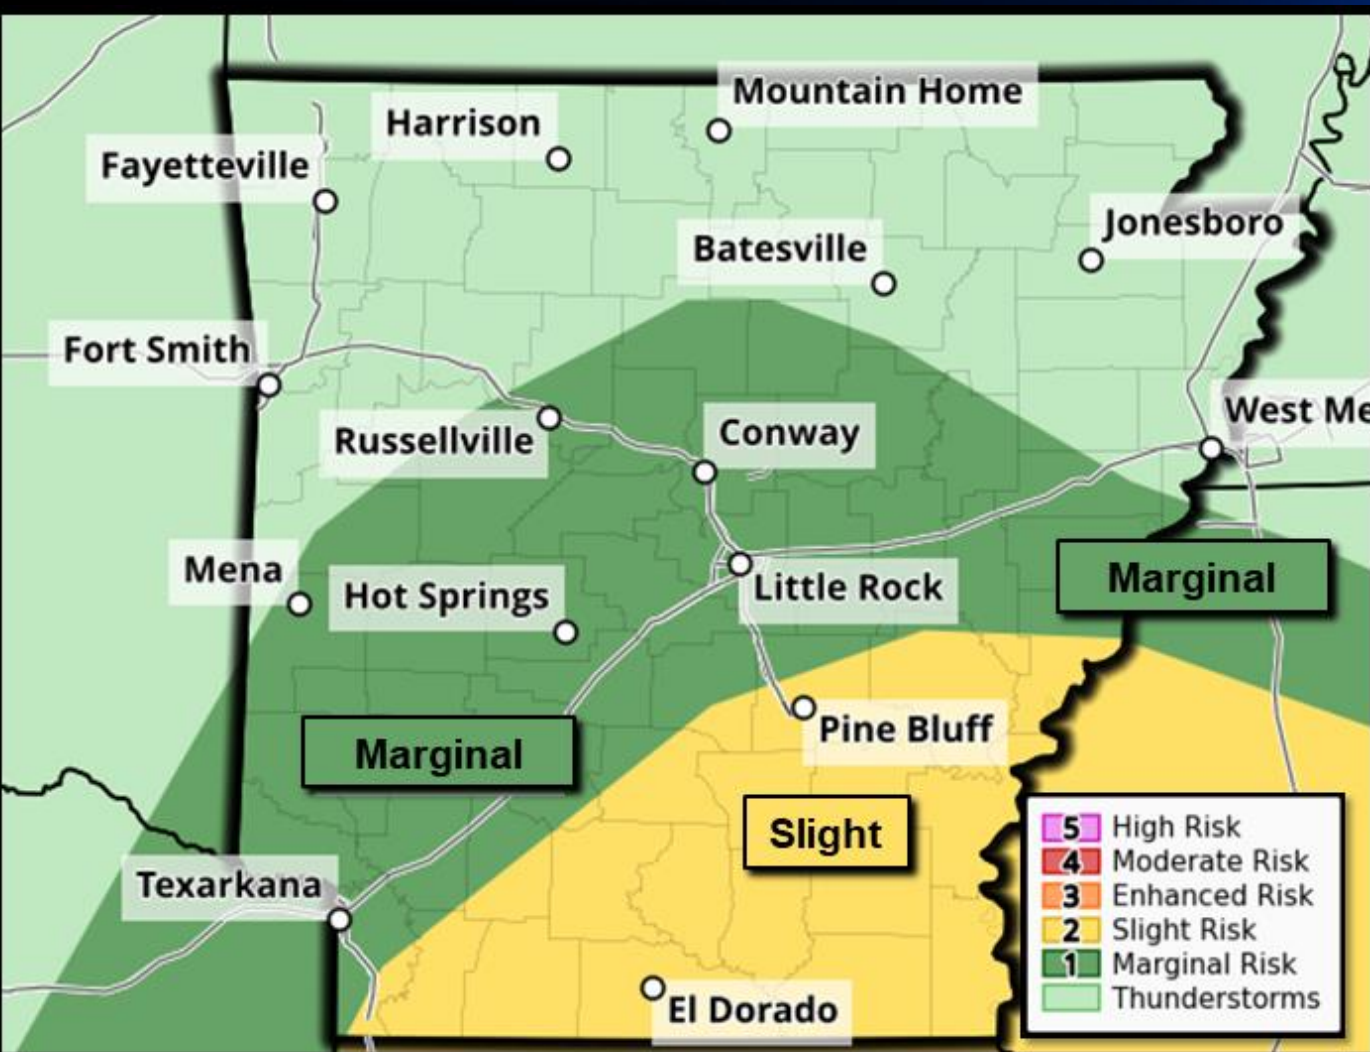 Mountain Home
Harrison
Fayetteville
Jonesboro
Batesville
Fort Smith
West Me
Conway
Russellville
Mena
Hot Springs
Little Rock
Marginal
Pine Bluff
Marginal
Slight
Texarkana
El Dorado
5 High Risk
4 Moderate Risk
3 Enhanced Risk
2 Slight Risk
1 Marginal Risk
Thunderstorms